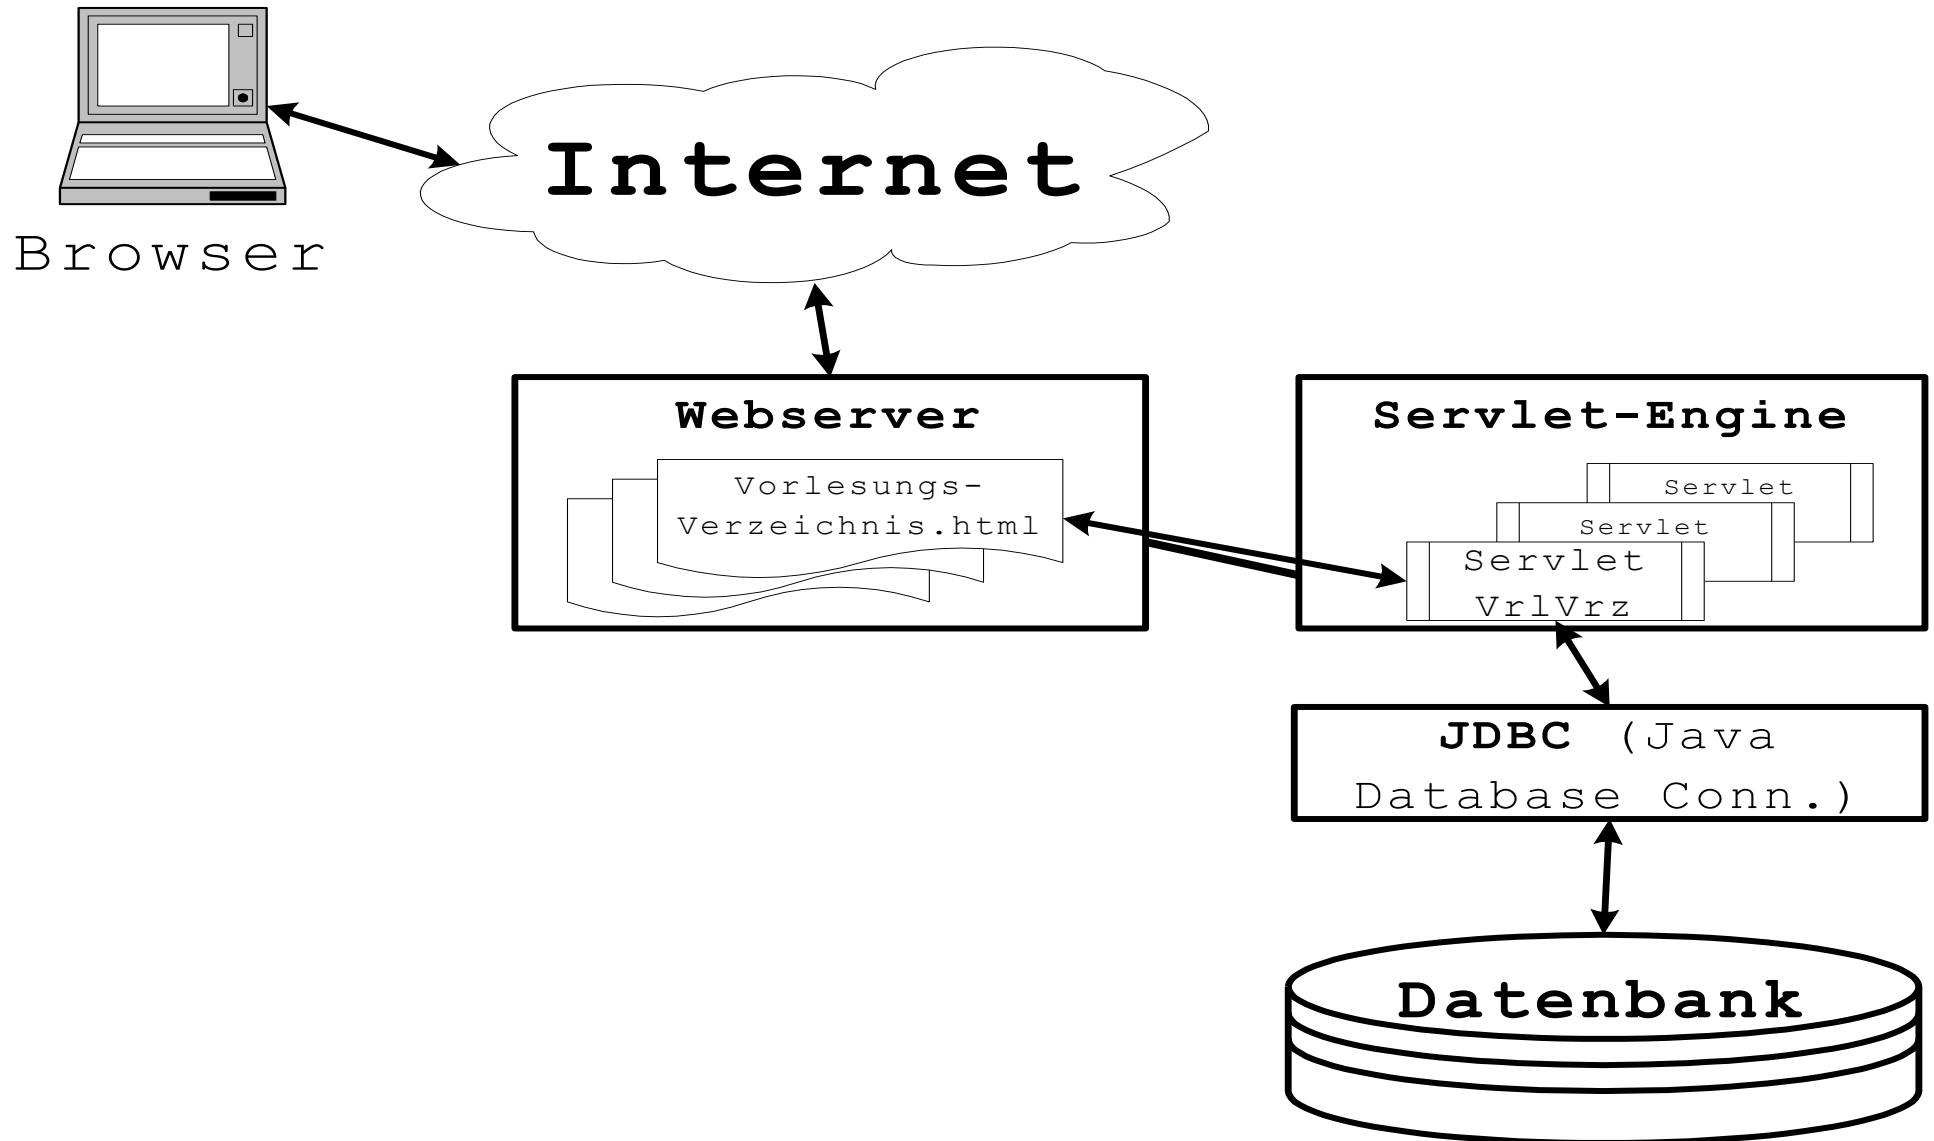 Internet
Browser
Webserver
Vorlesungs-
Verzeichnis.html
Servlet-Engine
Servlet
Servlet
Servlet
VrlVrz
JDBC (Java
Database Conn.)
Datenbank